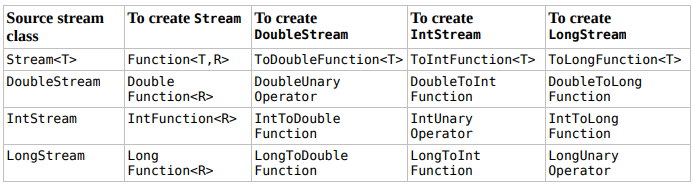 Source stream To create Stream To create To create To create
class DoubleStream IntStream LongStream
Stream<T> Function<T,R> ToDoubleFunction<T> ToIntFunction<T> ToLongFunction<T>
DoubleStream Double DoubleUnary DoubleToInt DoubleToLong
Function<R> Operator Function Function
IntStream IntFunction<R> IntToDouble IntUnary IntToLong
Function Operator Function
LongStream Long LongToDouble LongToInt LongUnary
Function<R> Function Function Operator